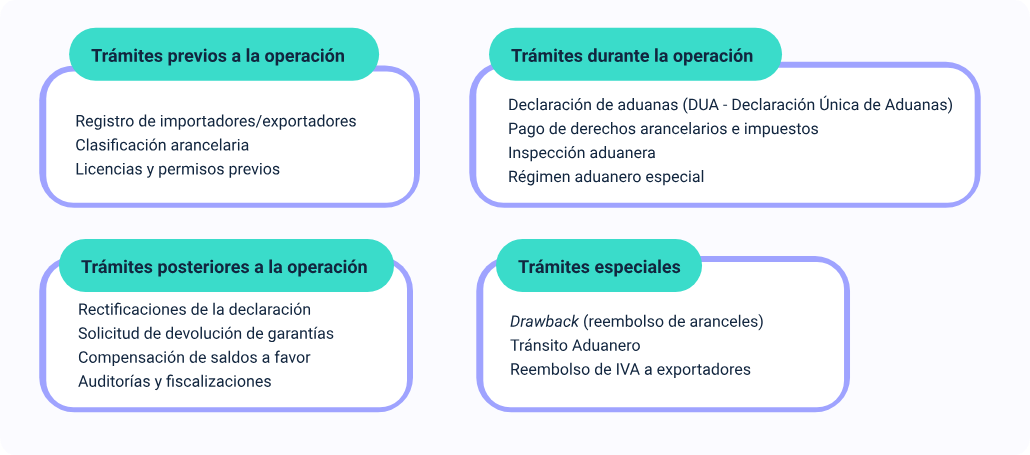 Trámites previos a la operación
Registro de importadores/exportadores
Clasificación arancelaria
Licencias y permisos previos
Trámites durante la operación
Declaración de aduanas (DUA - Declaración Única de Aduanas)
Pago de derechos arancelarios e impuestos
Inspección aduanera
Régimen aduanero especial
Trámites posteriores a la operación
Rectificaciones de la declaración
Solicitud de devolución de garantías
Compensación de saldos a favor
Auditorías y fiscalizaciones
Trámites especiales
Drawback (reembolso de aranceles)
Tránsito Aduanero
Reembolso de IVA a exportadores